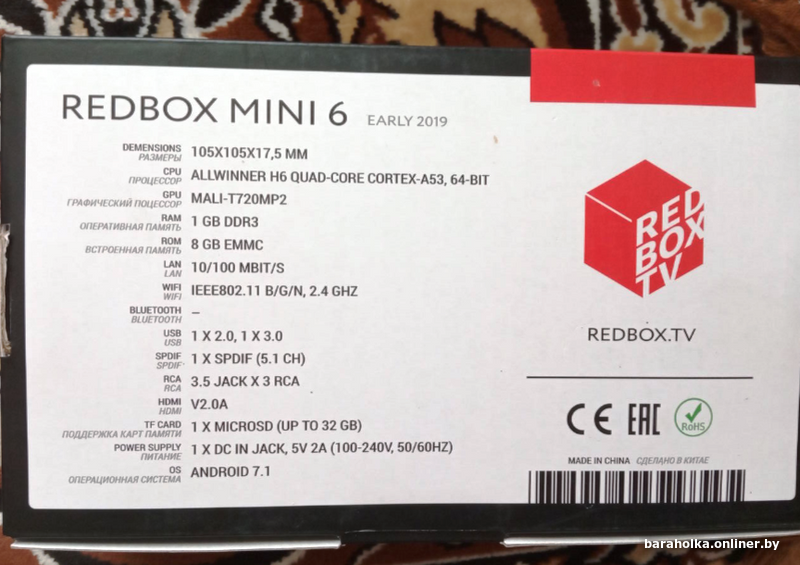 REDBOX MINI 6 EARLY 2019
DEMENSIONS 105X105X17,5 MM
РАЗМЕРЫ
CPU ALLWINNER H6 QUAD-CORE CORTEX-A53, 64-BIT
ПРОЦЕССОР
GPU MALI-T720MP2
ГРАФИЧЕСКИЙ ПОЦЕССОР
RAM 1 GB DDR3
ОПЕРАТИВНАЯ ПАМЯТЬ
ROM 8 GB EMMC
ВСТРОЕННАЯ ПАМЯТЬ
LAN 10/100 MBIT/S
LAN
WIFI IEEE802.11 B/G/N, 2.4 GHZ
WIFI
BLUETOOTH –
BLUETOOTH
USB 1 X 2.0, 1 X 3.0
USB
SPDIF 1 X SPDIF (5.1 CH)
SPDIF
RCA 3.5 JACK X 3 RCA
RCA
HDMI V2.0A
HDMI
TF CARD 1 X MICROSD (UP TO 32 GB)
ПОДДЕРЖКА КАРТ ПАМЯТИ
POWER SUPPLY 1 X DC IN JACK, 5V 2A (100-240V, 50/60HZ)
ПИТАНИЕ
OS ANDROID 7.1
ОПЕРАЦИОННАЯ СИСТЕМА
RED
BOX
TV
REDBOX.TV
CE EAC RoHS
MADE IN CHINA СДЕЛАНО В КИТАЕ
baraholka.onliner.by